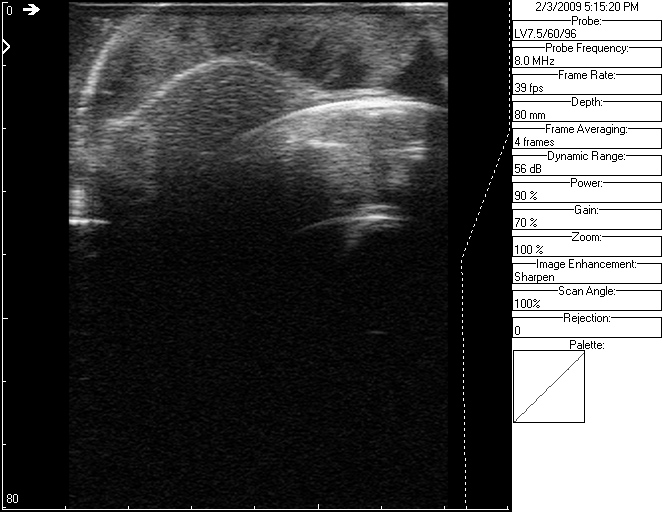 0
80
2/3/2009 5:15:20 PM
Probe:
LV7.5/60/96
Probe Frequency:
8.0 MHz
Frame Rate:
39 fps
Depth:
80 mm
Frame Averaging:
4 frames
Dynamic Range:
56 dB
Power:
90 %
Gain:
70 %
Zoom:
100 %
Image Enhancement:
Sharpen
Scan Angle:
100%
Rejection:
0
Palette: